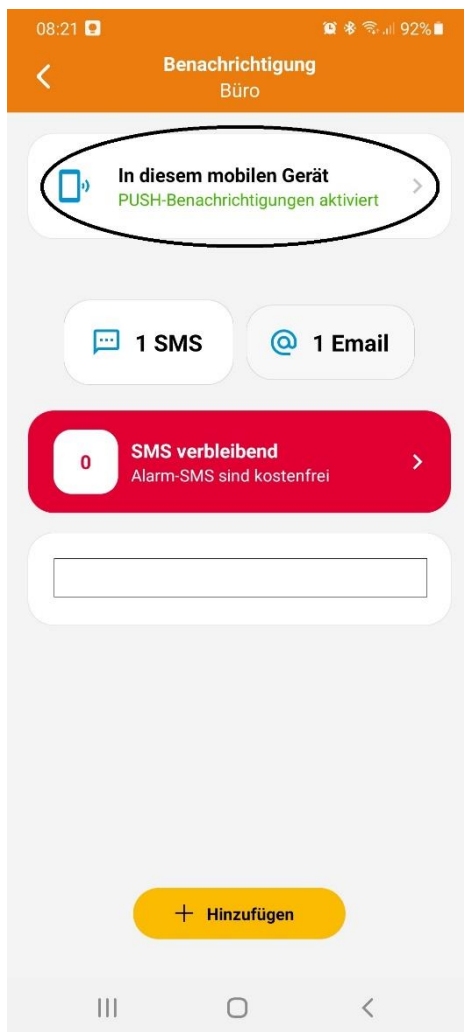 08:21 92%
Benachrichtigung
Büro
In diesem mobilen Gerät
PUSH-Benachrichtigungen aktiviert
1 SMS
@ 1 Email
0
SMS verbleibend
Alarm-SMS sind kostenfrei
+ Hinzufügen